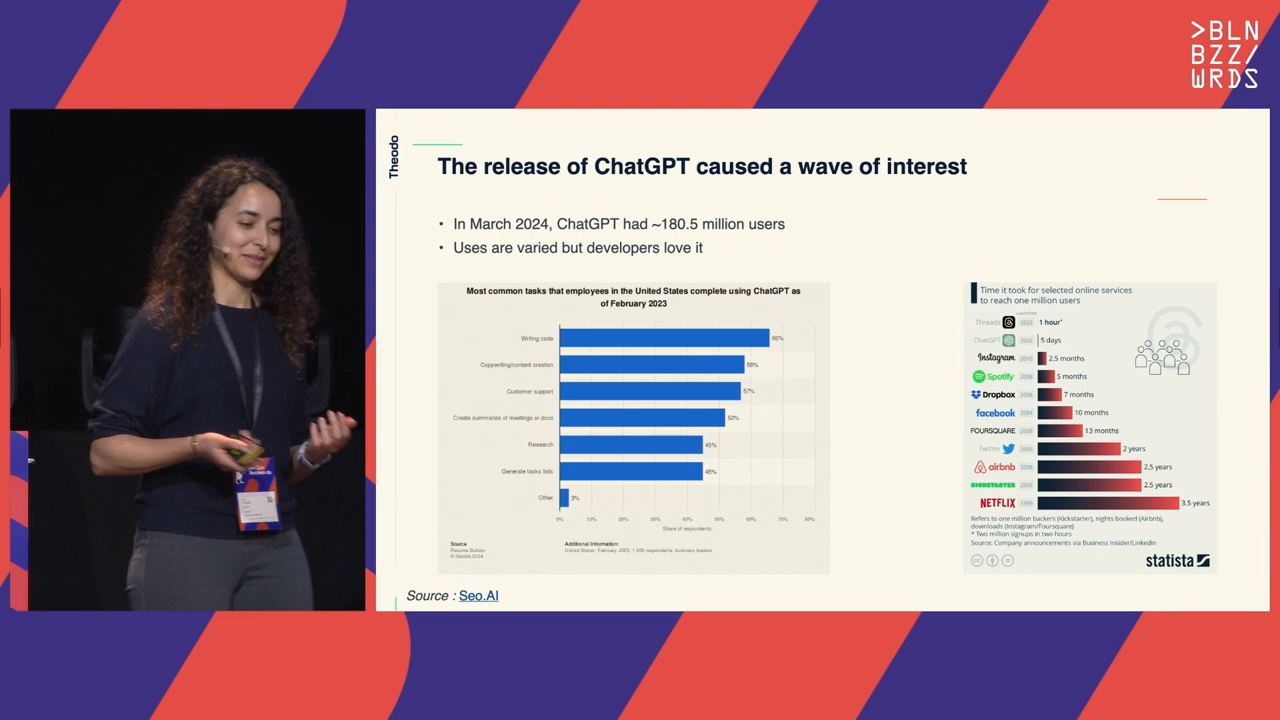 >BLN
BZZ/
WRDS
Theodo
The release of ChatGPT caused a wave of interest
• In March 2024, ChatGPT had ~180.5 million users
• Uses are varied but developers love it
Most common tasks that employees in the United States complete using ChatGPT as
of February 2023
Writing code 66%
Copywriting/content creation 58%
Customer support 57%
Create summaries of meetings or docs 52%
Research 45%
Generate tasks lists 45%
Other 3%
0% 10% 20% 30% 40% 50% 60% 70% 80%
Share of respondents
Source
Resume Builder
© Statista 2024
Additional Information:
United States; February 2023; 1,000 respondents; business leaders
Time it took for selected online services
to reach one million users
Launched
Threads 2023 1 hour*
ChatGPT 2022 5 days
Instagram 2010 2.5 months
Spotify 2008 5 months
Dropbox 2008 7 months
facebook 2004 10 months
FOURSQUARE 2009 13 months
Twitter 2006 2 years
airbnb 2008 2.5 years
KICKSTARTER 2009 2.5 years
NETFLIX 1999 3.5 years
Refers to one million backers (Kickstarter), nights booked (Airbnb),
downloads (Instagram/Foursquare)
* Two million signups in two hours
Source: Company announcements via Business Insider/LinkedIn
statista
Source : Seo.AI